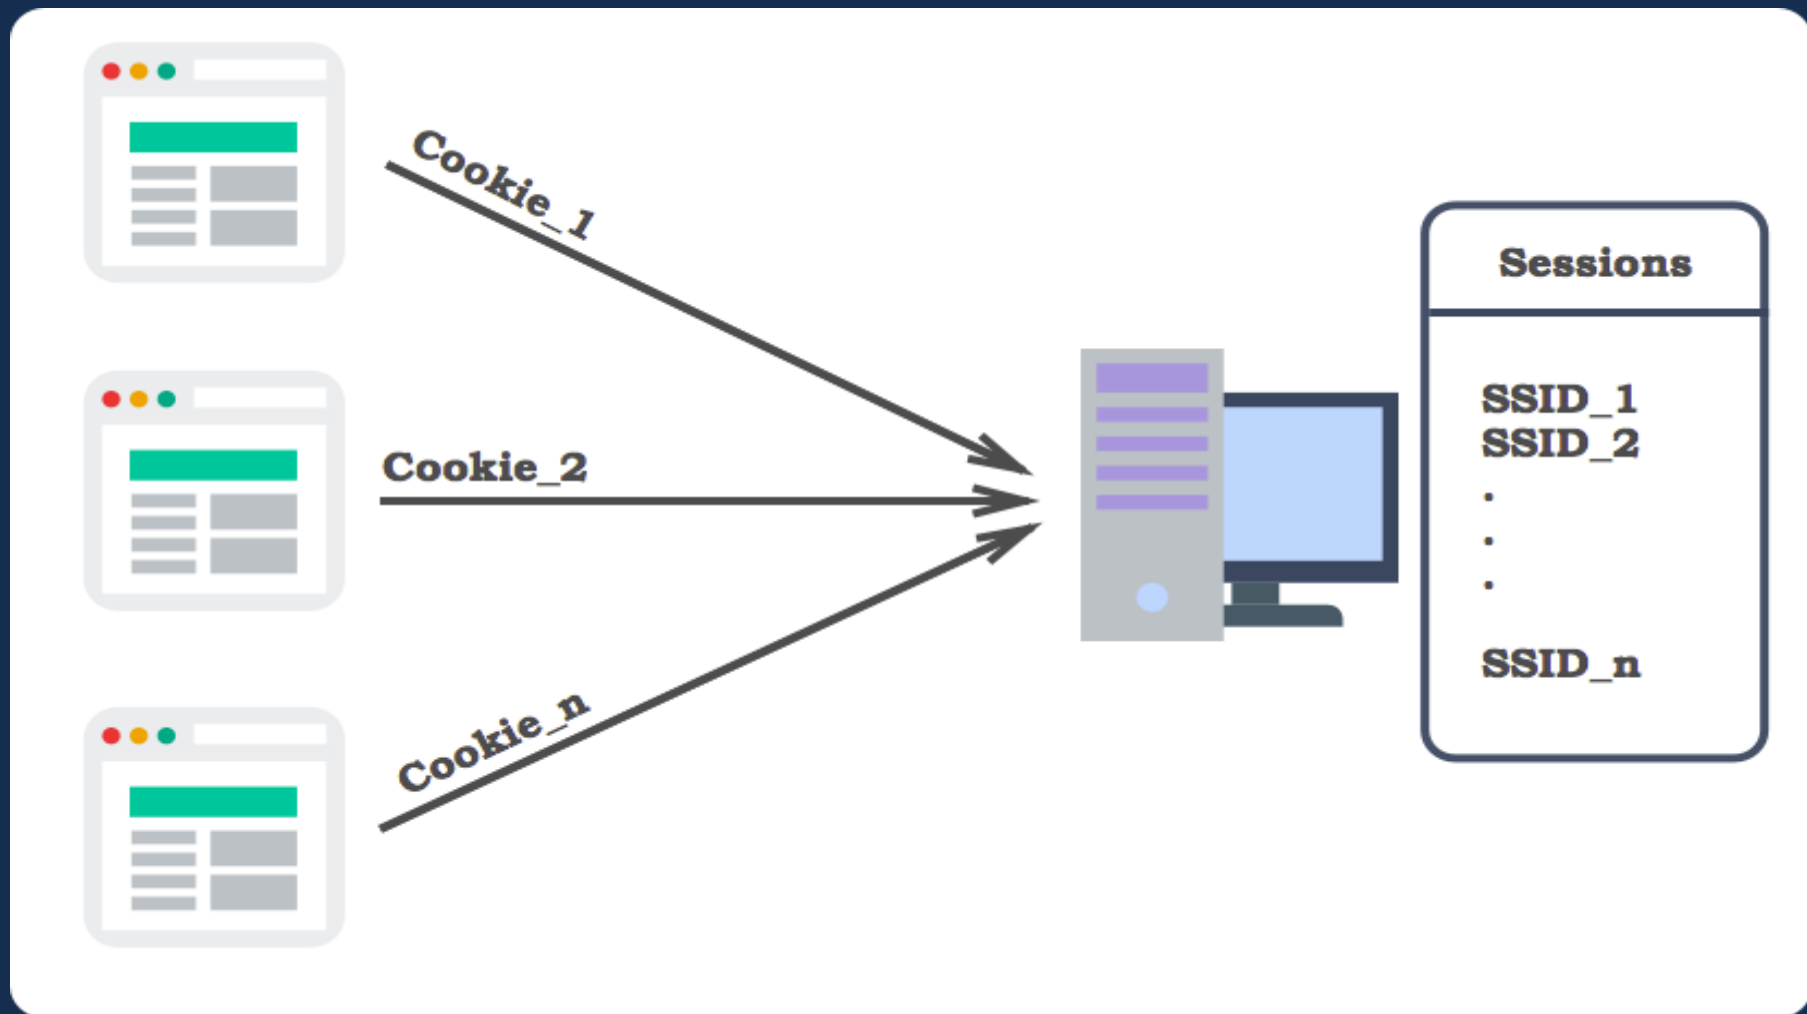 Cookie_1
Cookie_2
Cookie_n
Sessions
SSID_1
SSID_2
.
.
.
SSID_n